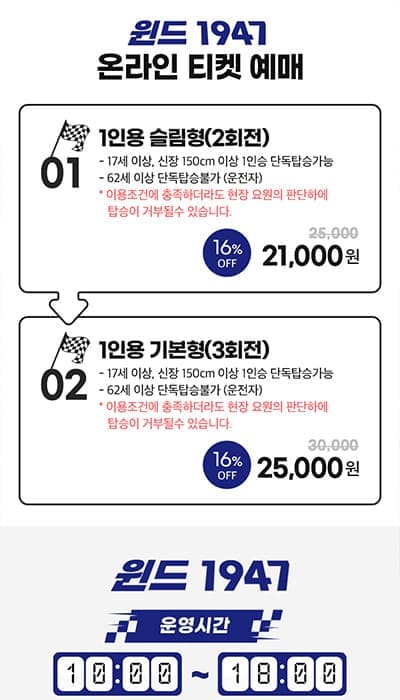 윈드 1947
온라인 티켓 예매
01
1인용 슬림형(2회전)
- 17세 이상, 신장 150cm 이상 1인승 단독탑승가능
- 62세 이상 단독탑승불가 (운전자)
* 이용조건에 충족하더라도 현장 요원의 판단하에
탑승이 거부될수 있습니다.
16%
OFF
25,000
21,000원
02
1인용 기본형(3회전)
- 17세 이상, 신장 150cm 이상 1인승 단독탑승가능
- 62세 이상 단독탑승불가 (운전자)
* 이용조건에 충족하더라도 현장 요원의 판단하에
탑승이 거부될수 있습니다.
16%
OFF
30,000
25,000원
윈드 1947
운영시간
10:00 ~ 18:00